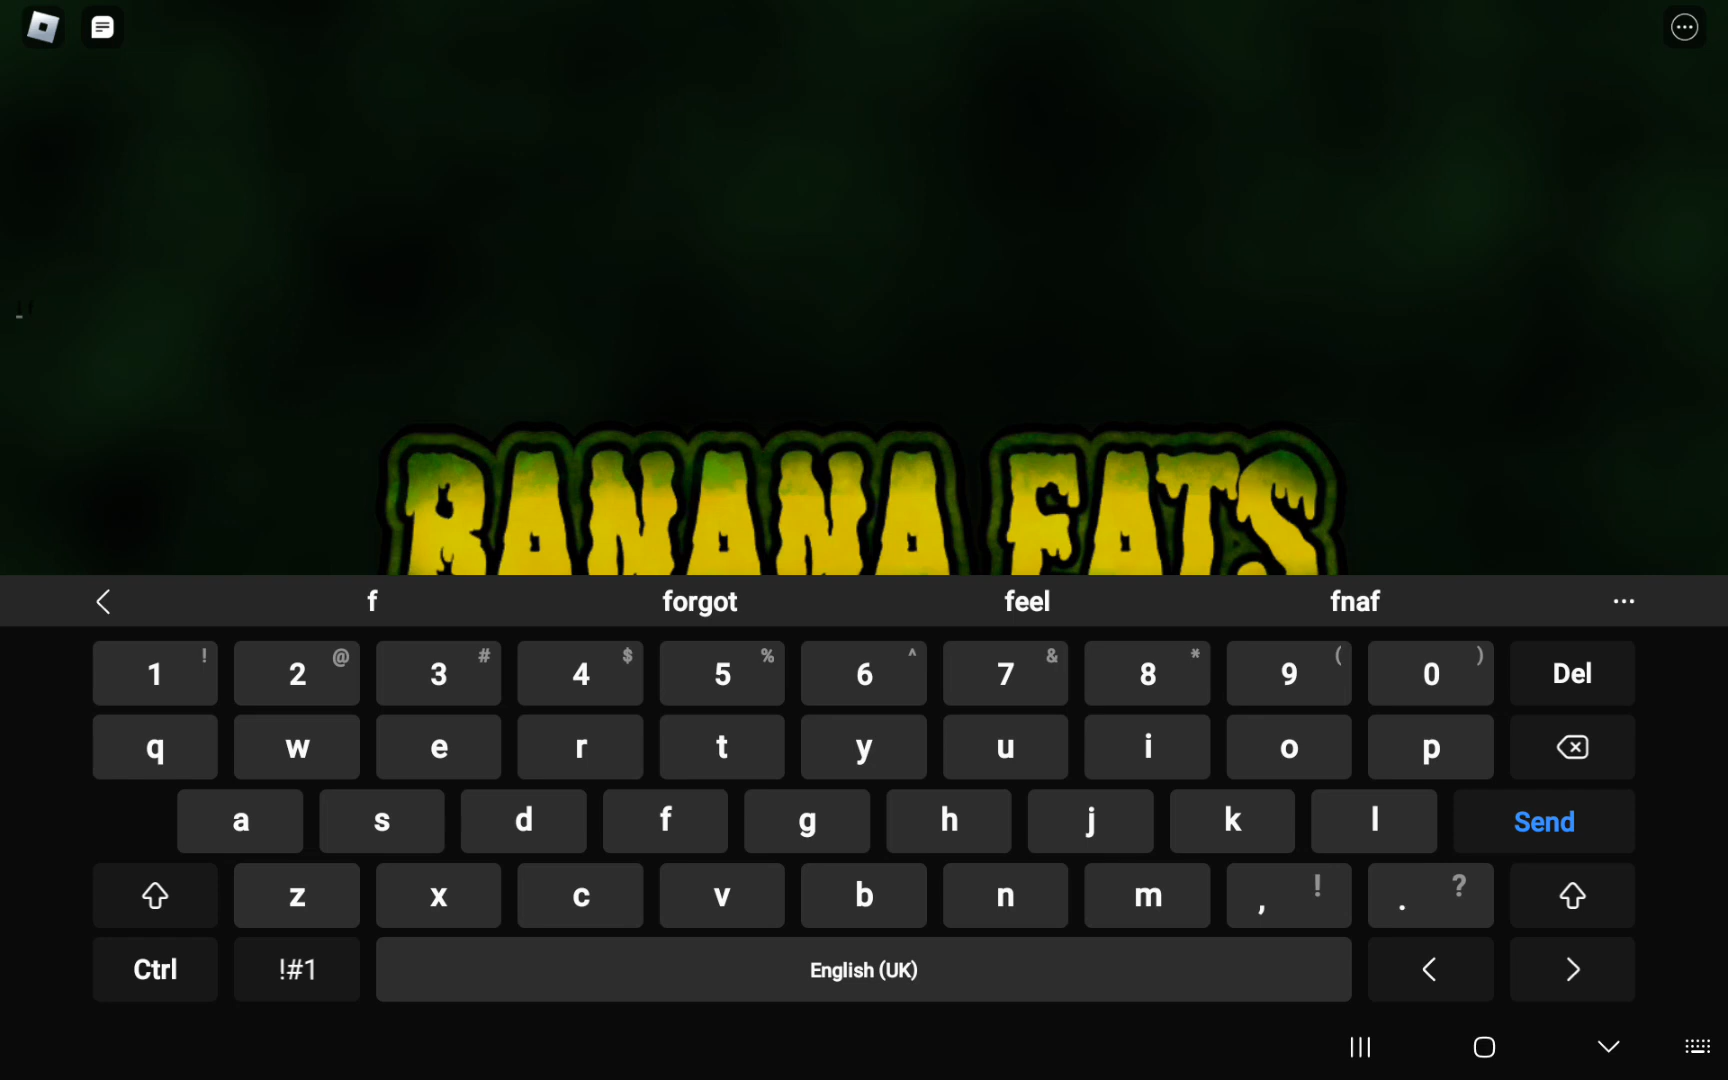 BANANA EATS
f forgot feel fnaf ...
1 ! 2 @ 3 # 4 $ 5 % 6 ^ 7 & 8 * 9 ( 0 ) Del
q w e r t y u i o p
a s d f g h j k l Send
z x c v b n m , ! . ?
Ctrl !#1 English (UK) < >